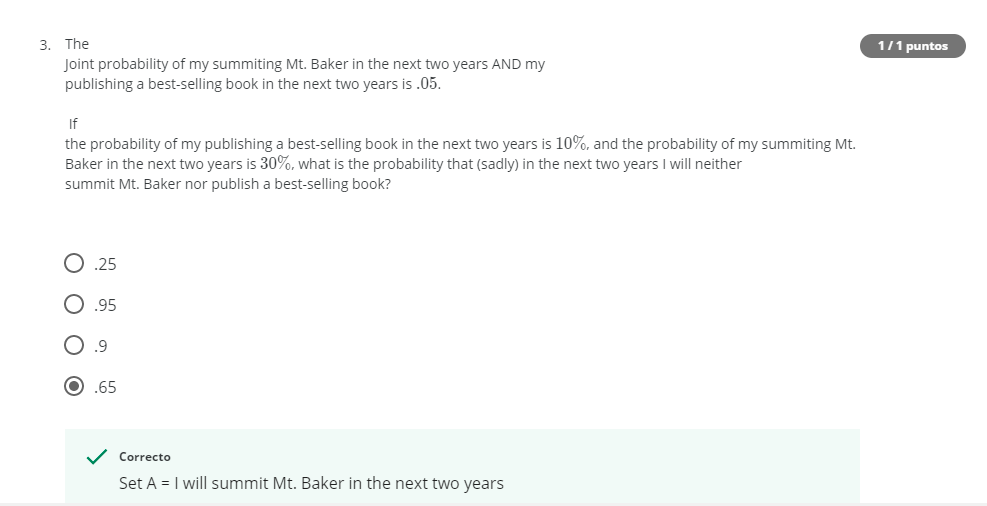 3. The
1 / 1 puntos
Joint probability of my summiting Mt. Baker in the next two years AND my
publishing a best-selling book in the next two years is .05.
If
the probability of my publishing a best-selling book in the next two years is 10%, and the probability of my summiting Mt.
Baker in the next two years is 30%, what is the probability that (sadly) in the next two years I will neither
summit Mt. Baker nor publish a best-selling book?
.25
.95
.9
.65
Correcto
Set A = I will summit Mt. Baker in the next two years